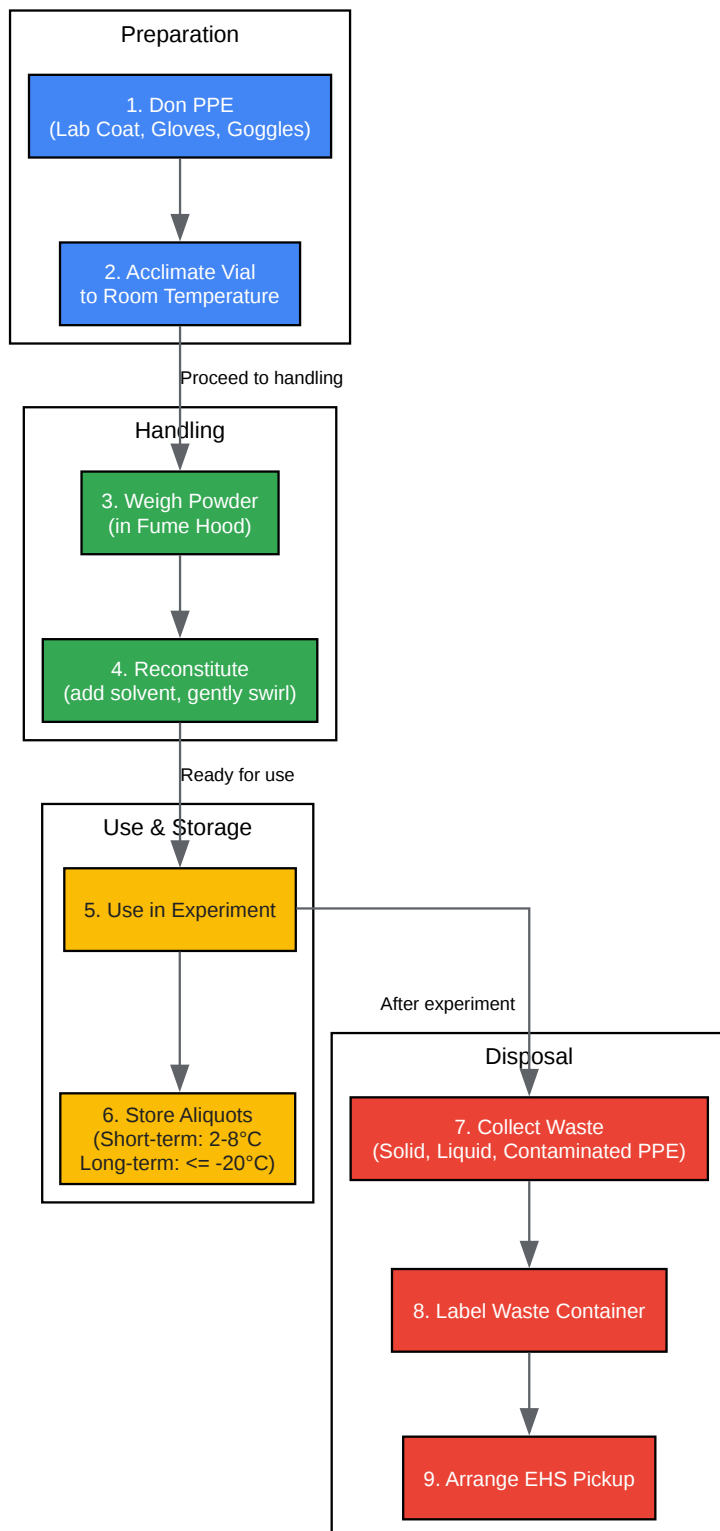 Preparation
1. Don PPE
(Lab Coat, Gloves, Goggles)
2. Acclimate Vial
to Room Temperature
Proceed to handling
Handling
3. Weigh Powder
(in Fume Hood)
4. Reconstitute
(add solvent, gently swirl)
Ready for use
Use & Storage
5. Use in Experiment
6. Store Aliquots
(Short-term: 2-8°C
Long-term: <= -20°C)
After experiment
Disposal
7. Collect Waste
(Solid, Liquid, Contaminated PPE)
8. Label Waste Container
9. Arrange EHS Pickup